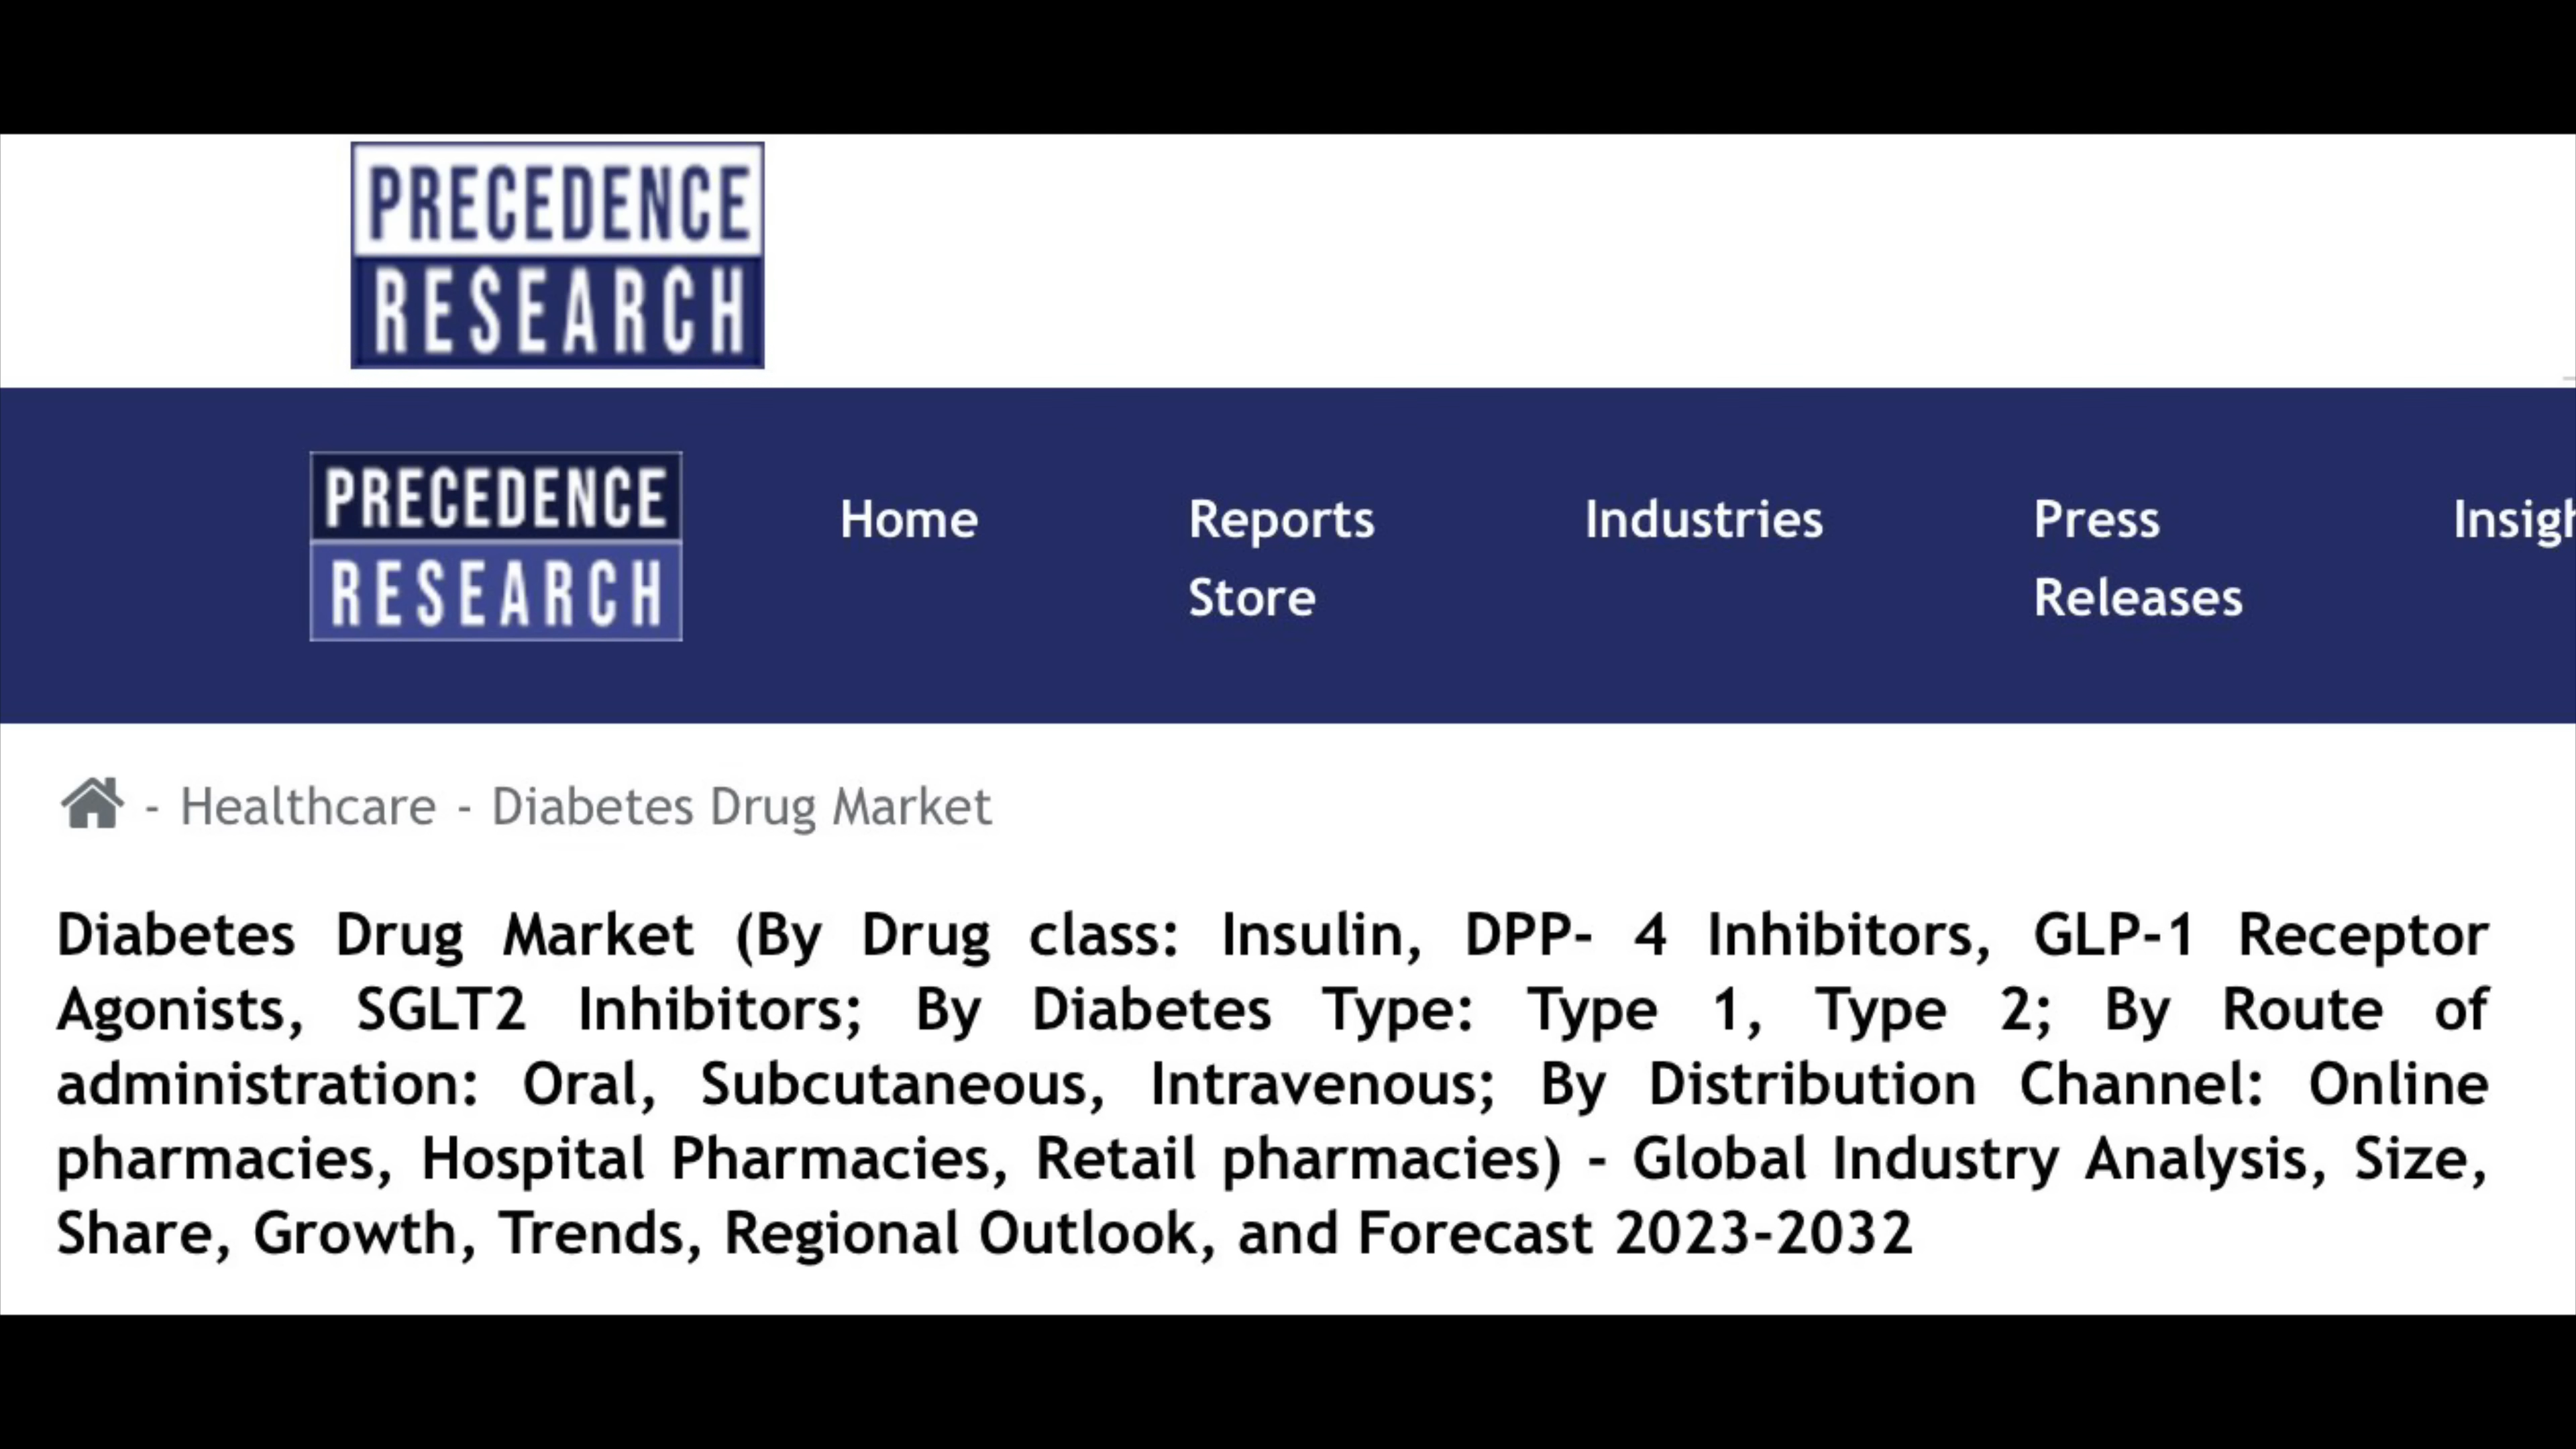 PRECEDENCE
RESEARCH
PRECEDENCE
RESEARCH
Home
Reports
Store
Industries
Press
Releases
Insigh
- Healthcare - Diabetes Drug Market
Diabetes Drug Market (By Drug class: Insulin, DPP- 4 Inhibitors, GLP-1 Receptor
Agonists, SGLT2 Inhibitors; By Diabetes Type: Type 1, Type 2; By Route of
administration: Oral, Subcutaneous, Intravenous; By Distribution Channel: Online
pharmacies, Hospital Pharmacies, Retail pharmacies) - Global Industry Analysis, Size,
Share, Growth, Trends, Regional Outlook, and Forecast 2023-2032